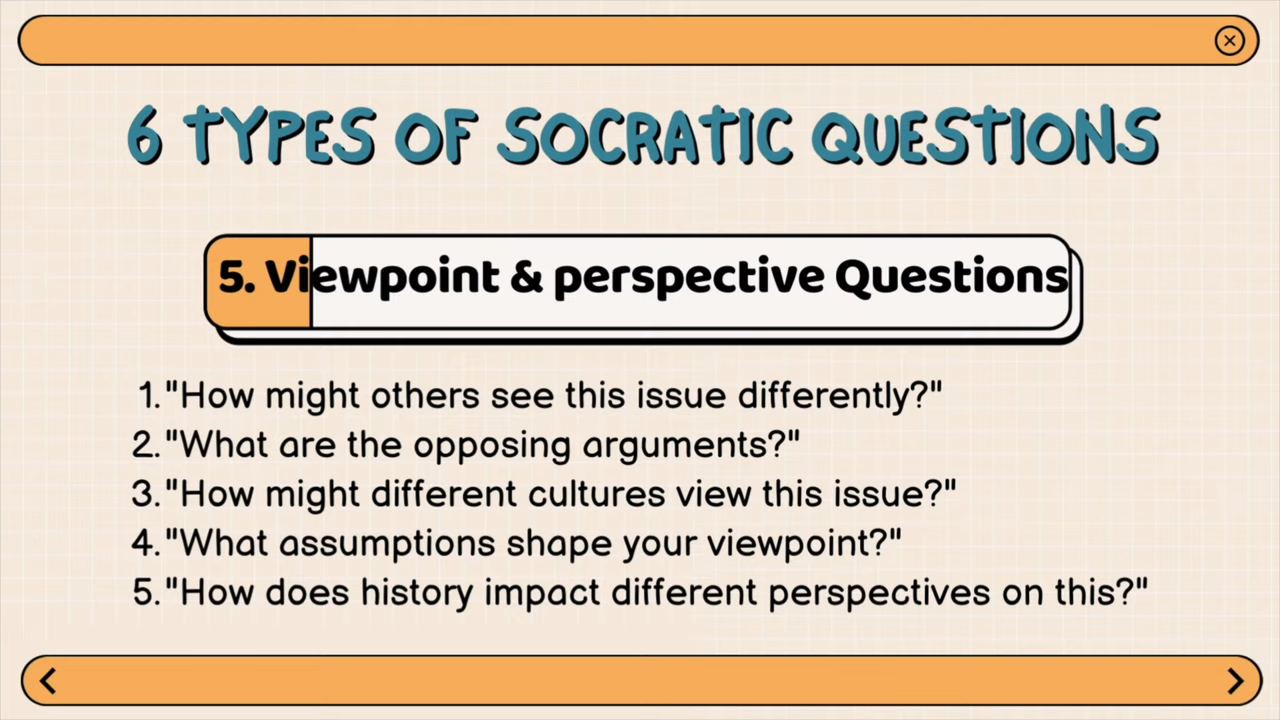 6 TYPES OF SOCRATIC QUESTIONS
5. Viewpoint & perspective Questions
1. "How might others see this issue differently?"
2. "What are the opposing arguments?"
3. "How might different cultures view this issue?"
4. "What assumptions shape your viewpoint?"
5. "How does history impact different perspectives on this?"